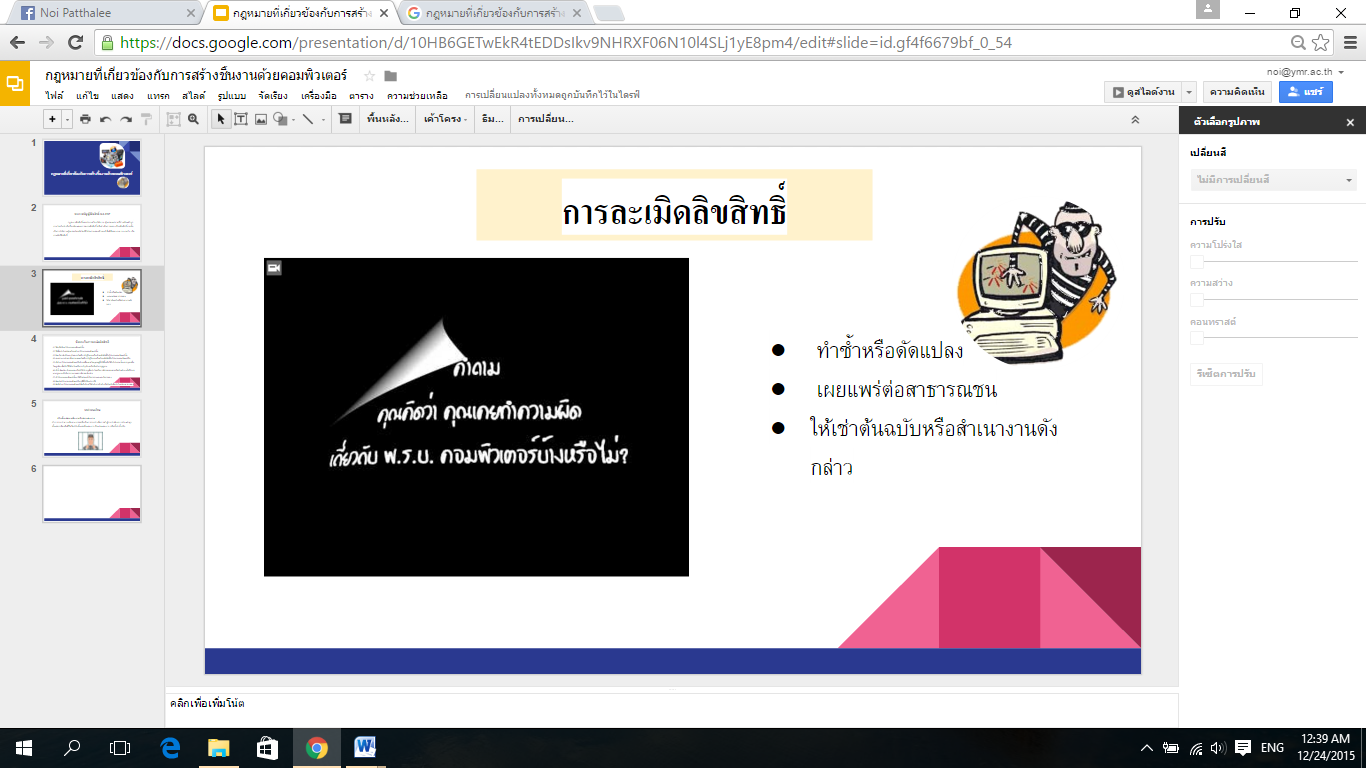 Noi Patthalee
กฎหมายที่เกี่ยวข้องกับการสร้าง
กฎหมายที่เกี่ยวข้องกับการสร้าง
https://docs.google.com/presentation/d/10HB6GETwEkR4tEDDsIkv9NHRXF06N10l4SLj1yE8pm4/edit#slide=id.gf4f6679bf_0_54
กฎหมายที่เกี่ยวข้องกับการสร้างชิ้นงานด้วยคอมพิวเตอร์
noi@ymr.ac.th
ไฟล์ แก้ไข แสดง แทรก สไลด์ รูปแบบ จัดเรียง เครื่องมือ ตาราง ความช่วยเหลือ การเปลี่ยนแปลงทั้งหมดถูกบันทึกไว้ในไดรฟ์
ดูสไลด์งาน ความคิดเห็น แชร์
พื้นหลัง... เค้าโครง ธีม... การเปลี่ยน...
ตัวเลือกรูปภาพ
เปลี่ยนสี
ไม่มีการเปลี่ยนสี
การปรับ
ความโปร่งใส
ความสว่าง
คอนทราสต์
รีเซ็ตการปรับ
1
2
3
4
5
6
การละเมิดลิขสิทธิ์
คำถาม
คุณคิดว่า คุณเคยทำความผิด
เกี่ยวกับ พ.ร.บ. คอมพิวเตอร์บ้างหรือไม่?
● ทำซ้ำหรือดัดแปลง
● เผยแพร่ต่อสาธารณชน
● ให้เช่าต้นฉบับหรือสำเนางานดัง
กล่าว
คลิกเพื่อเพิ่มโน้ต
ENG
12:39 AM
12/24/2015